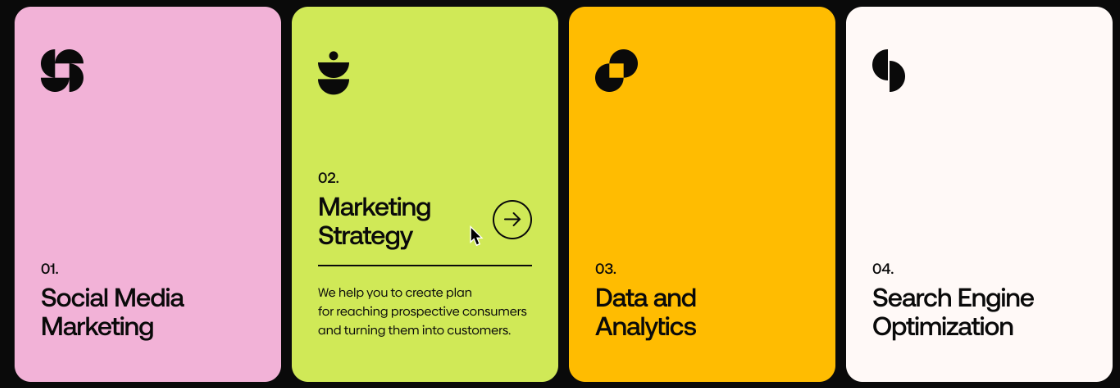 01.
Social Media
Marketing
02.
Marketing
Strategy
We help you to create plan
for reaching prospective consumers
and turning them into customers.
03.
Data and
Analytics
04.
Search Engine
Optimization